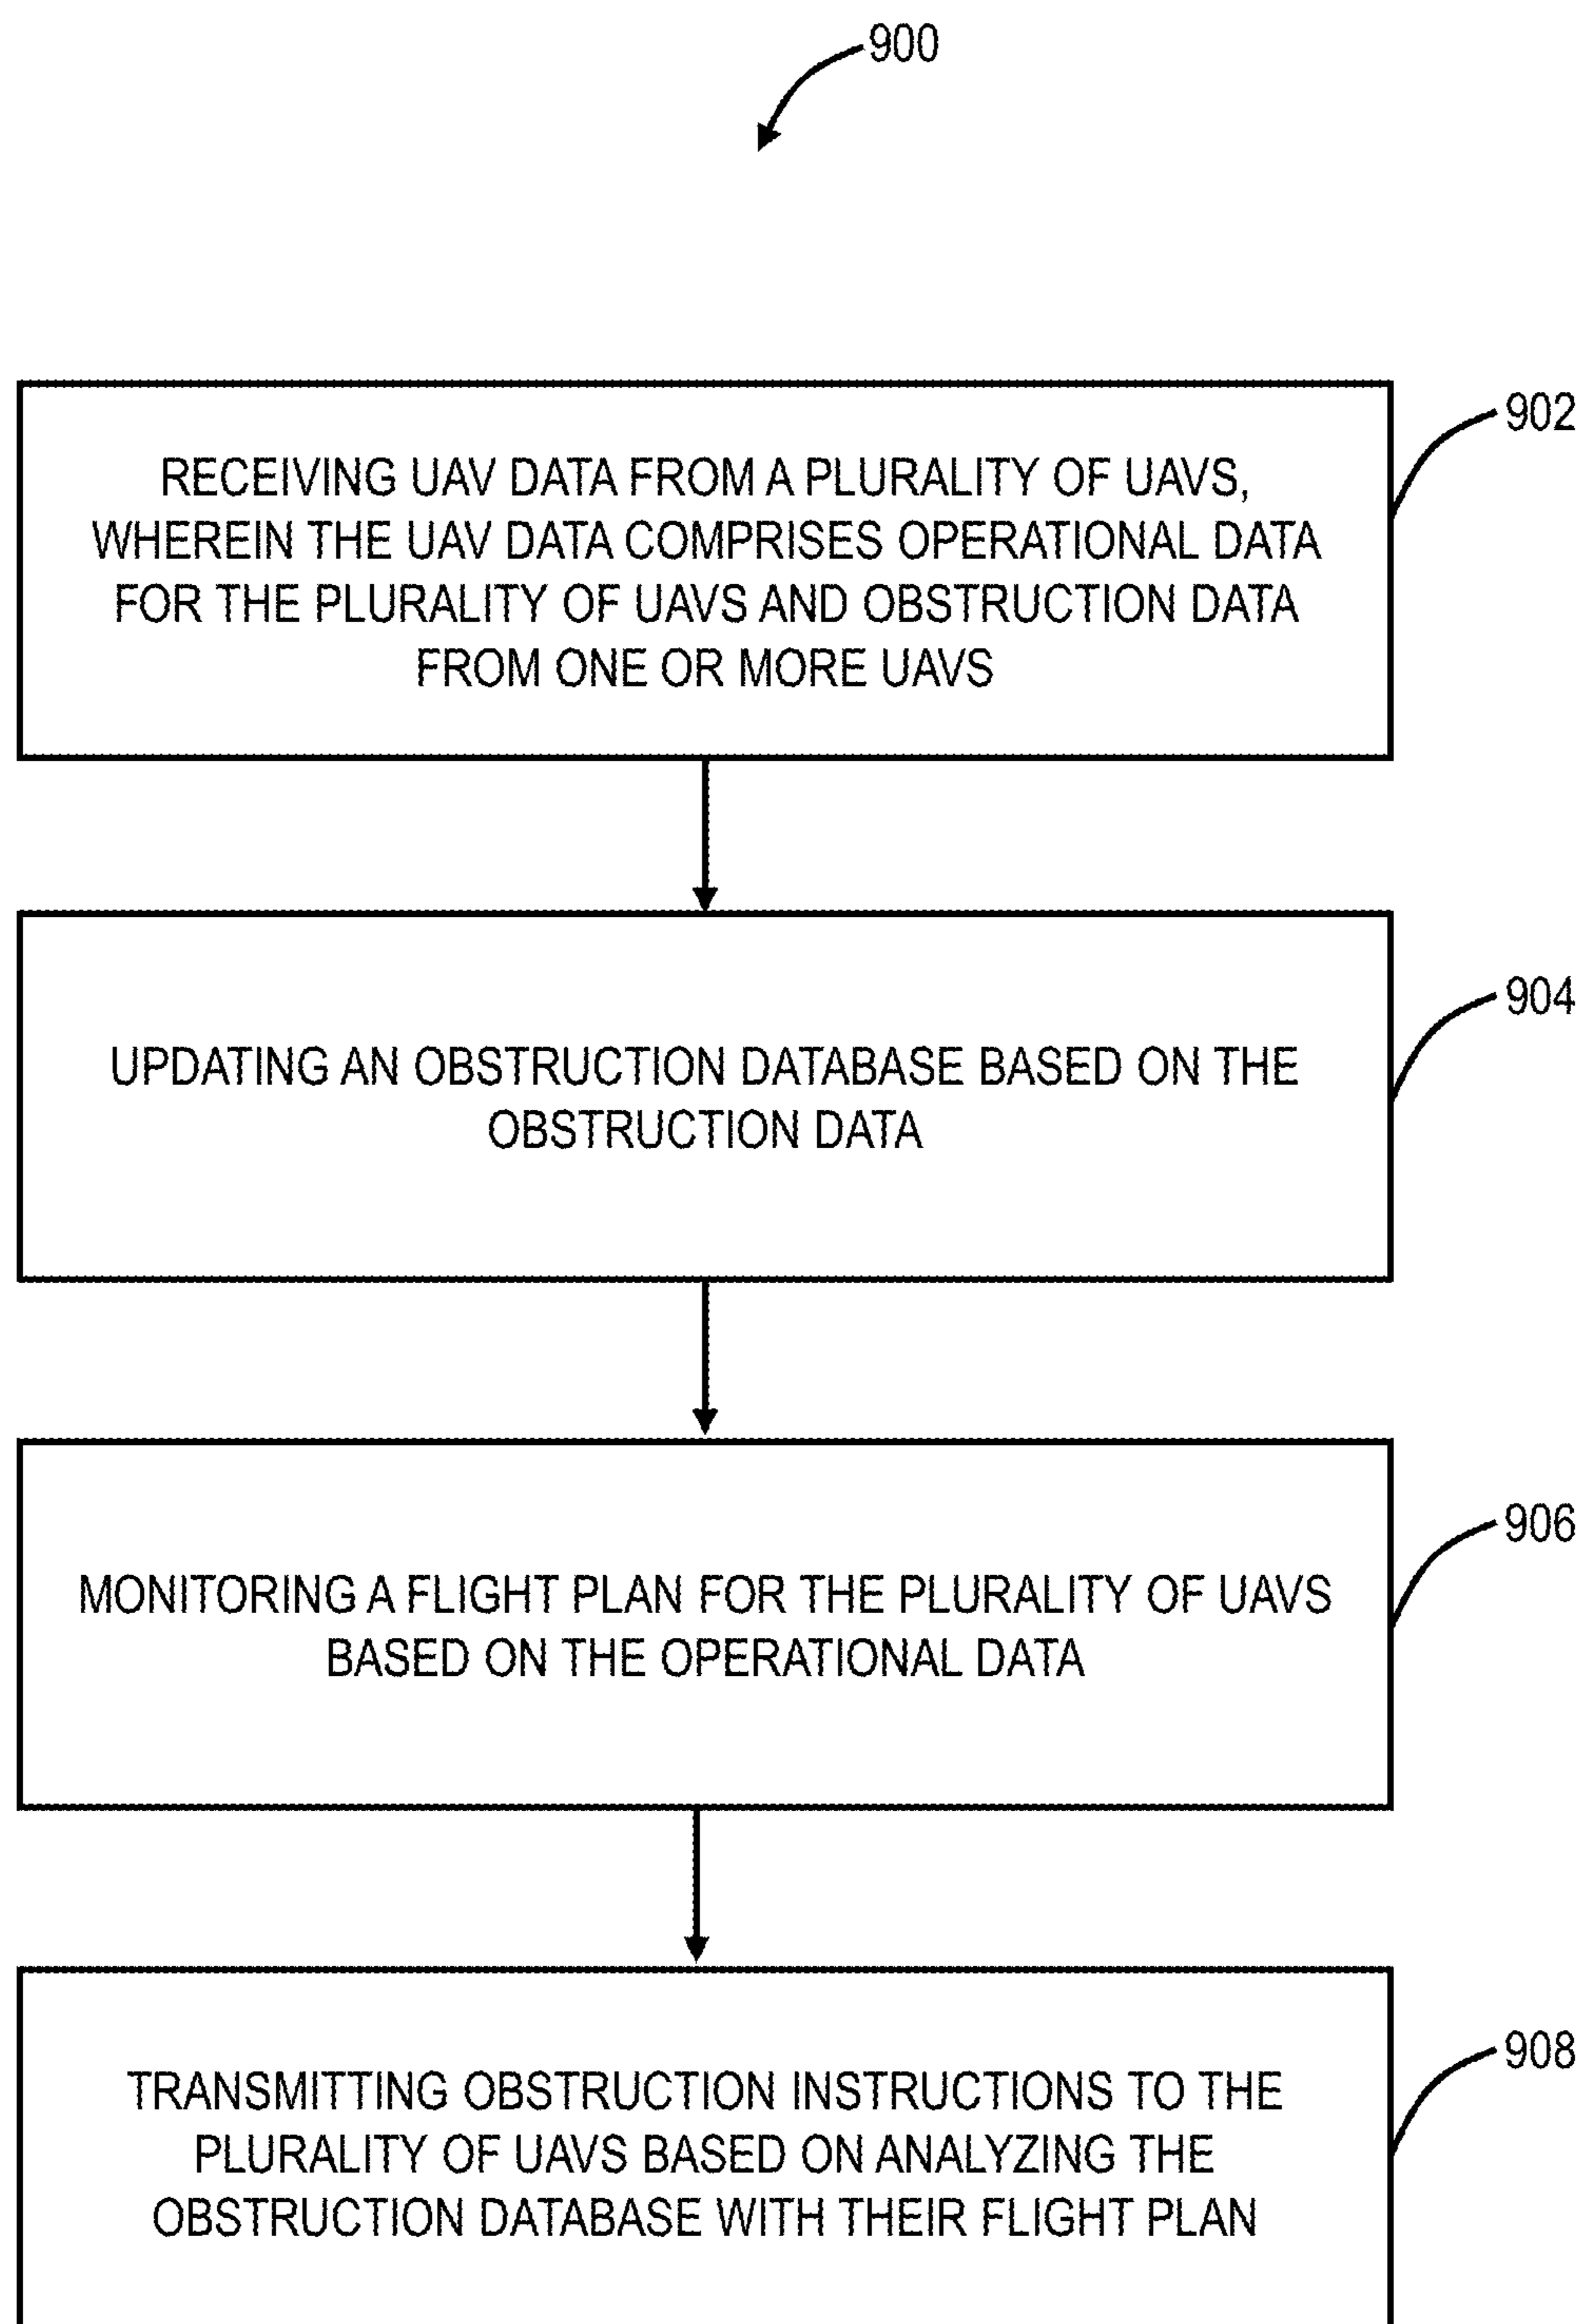 900
902
RECEIVING UAV DATA FROM A PLURALITY OF UAVS,
WHEREIN THE UAV DATA COMPRISES OPERATIONAL DATA
FOR THE PLURALITY OF UAVS AND OBSTRUCTION DATA
FROM ONE OR MORE UAVS
904
UPDATING AN OBSTRUCTION DATABASE BASED ON THE
OBSTRUCTION DATA
906
MONITORING A FLIGHT PLAN FOR THE PLURALITY OF UAVS
BASED ON THE OPERATIONAL DATA
908
TRANSMITTING OBSTRUCTION INSTRUCTIONS TO THE
PLURALITY OF UAVS BASED ON ANALYZING THE
OBSTRUCTION DATABASE WITH THEIR FLIGHT PLAN